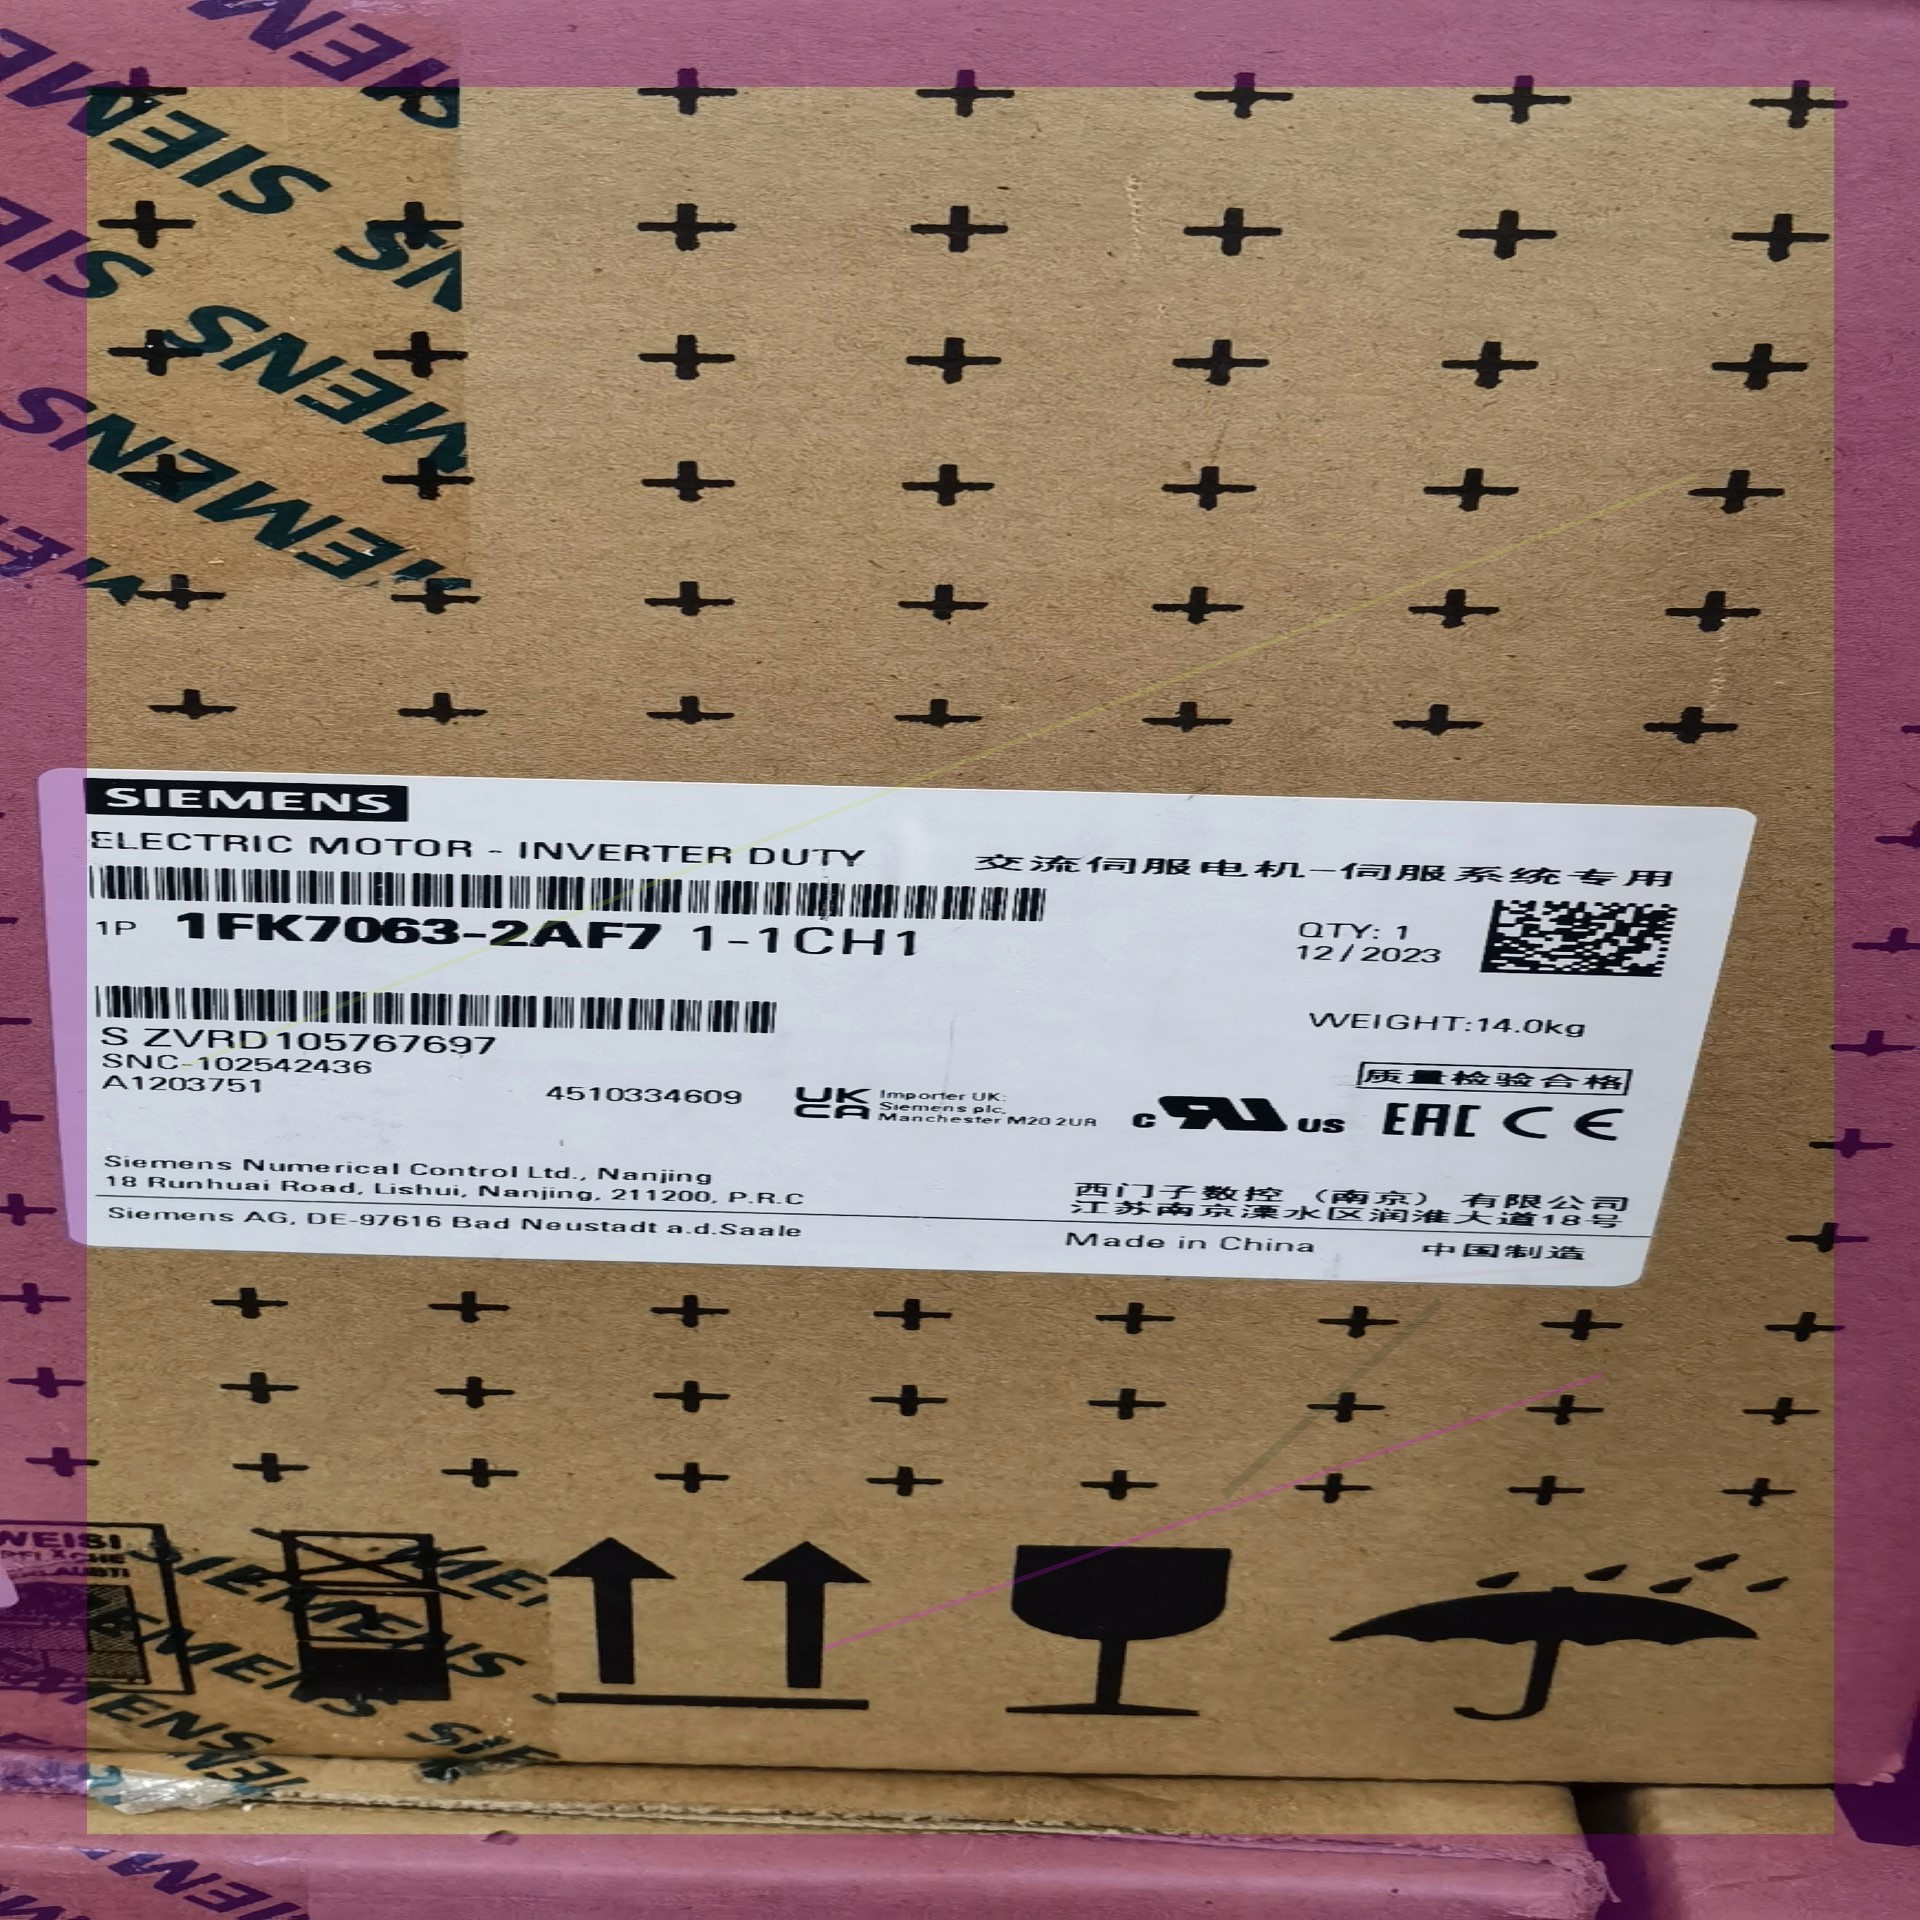 SIEMENS
ELECTRIC MOTOR - INVERTER DUTY
交流伺服电机-伺服系统专用
1P 1FK7063-2AF7 1-1CH1
QTY: 1
12/2023
S ZVRD105767697
WEIGHT:14.0kg
SNC-102542436
A1203751
4510334609
UK
CA
Importer UK:
Siemens plc,
Manchester M20 2UR
c RU us
EAC CE
质量检验合格
Siemens Numerical Control Ltd., Nanjing
18 Runhuai Road, Lishui, Nanjing, 211200, P.R.C
西门子数控（南京）有限公司
江苏南京溧水区润淮大道18号
Siemens AG, DE-97616 Bad Neustadt a.d.Saale
Made in China
中国制造